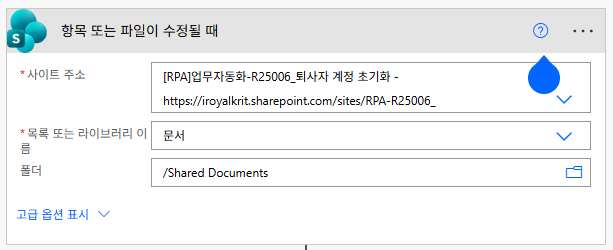 항목 또는 파일이 수정될 때
* 사이트 주소
[RPA]업무자동화-R25006_퇴사자 계정 초기화 -
https://iroyalkrit.sharepoint.com/sites/RPA-R25006_
* 목록 또는 라이브러리 이
름
문서
폴더
/Shared Documents
고급 옵션 표시